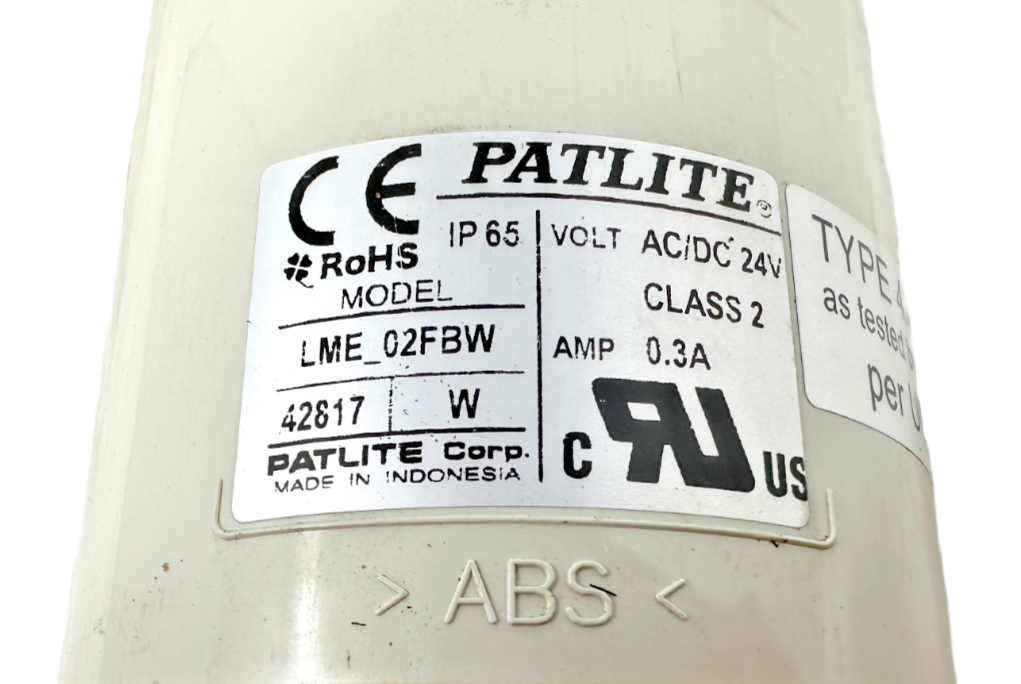 CE PATLITE®
RoHS
IP 65
MODEL
LME_02FBW
42817 W
PATLITE Corp.
MADE IN INDONESIA
VOLT AC/DC 24V
CLASS 2
AMP 0.3A
C RU US
TYPE 4
as tested
per
> ABS <